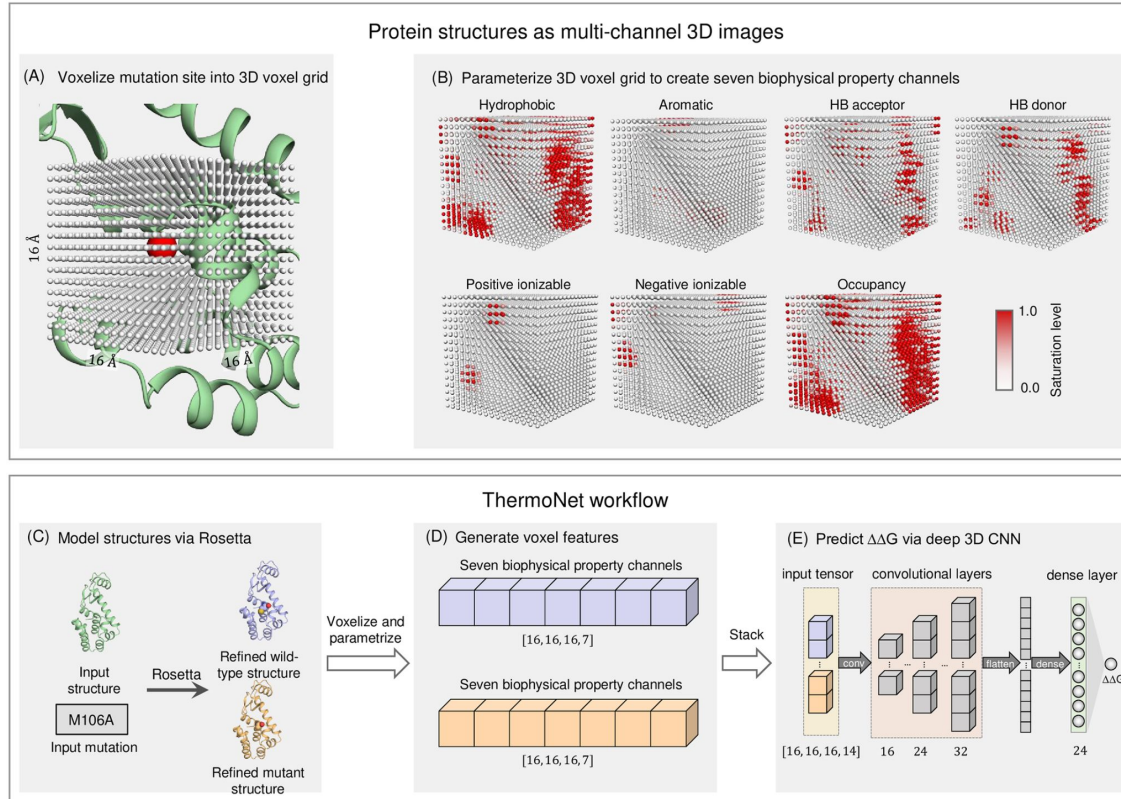 Protein structures as multi-channel 3D images
(A) Voxelize mutation site into 3D voxel grid
16 Å
16 Å
16 Å
(B) Parameterize 3D voxel grid to create seven biophysical property channels
Hydrophobic
Aromatic
HB acceptor
HB donor
Positive ionizable
Negative ionizable
Occupancy
1.0
0.0
Saturation level
ThermoNet workflow
(C) Model structures via Rosetta
Input
structure
M106A
Input mutation
Rosetta
Refined wild-
type structure
Refined mutant
structure
Voxelize and
parametrize
(D) Generate voxel features
Seven biophysical property channels
[16, 16, 16, 7]
Seven biophysical property channels
[16, 16, 16, 7]
Stack
(E) Predict ΔΔG via deep 3D CNN
input tensor
convolutional layers
dense layer
conv
flatten
dense
ΔΔG
[16, 16, 16, 14]
16
24
32
24